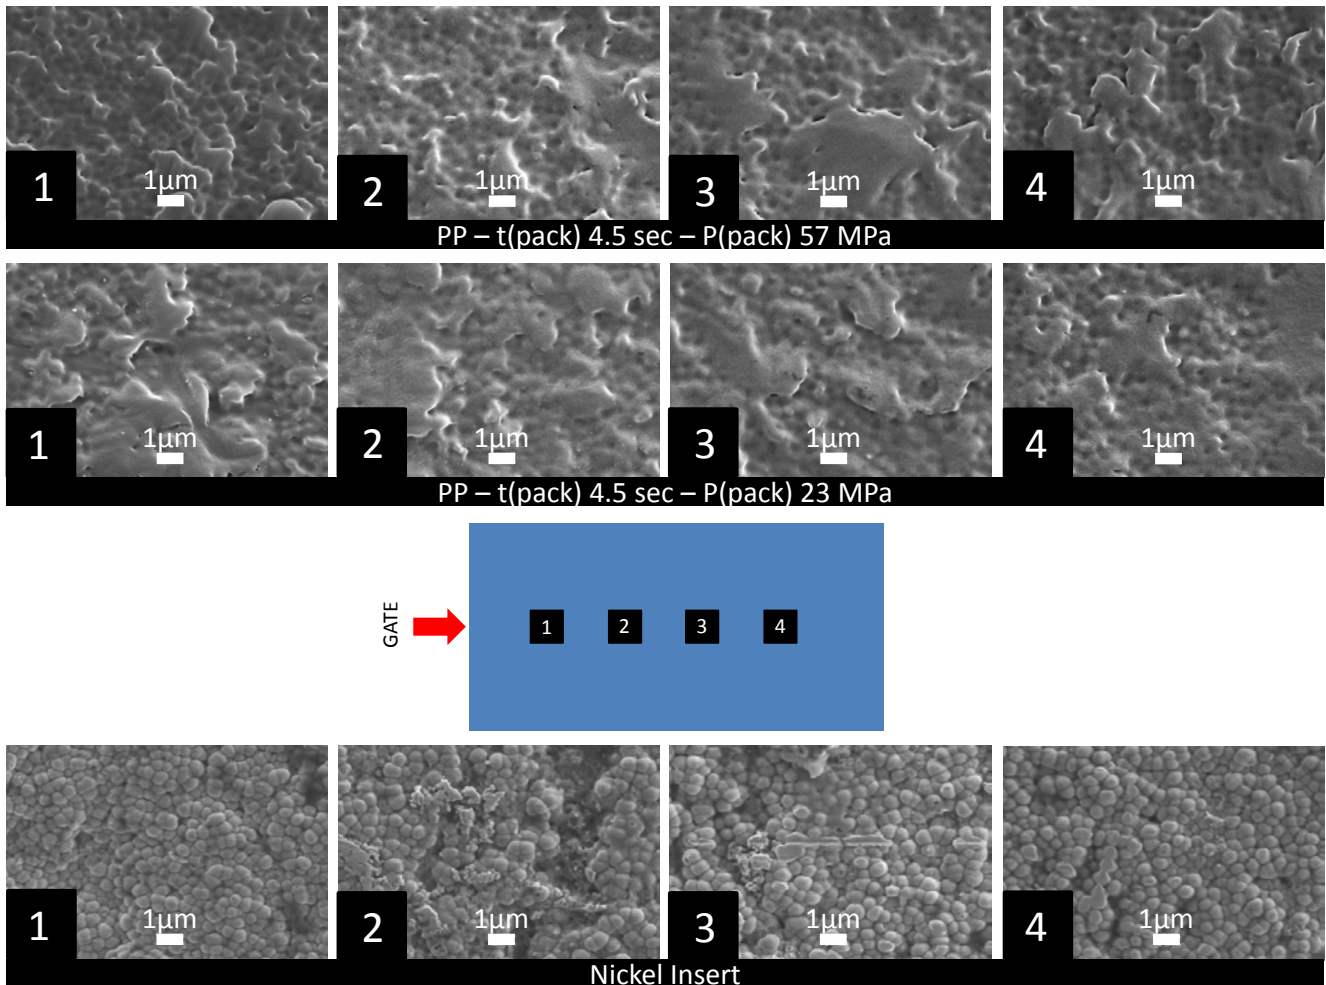 1 1μm 2 1μm 3 1μm 4 1μm
PP – t(pack) 4.5 sec – P(pack) 57 MPa
1 1μm 2 1μm 3 1μm 4 1μm
PP – t(pack) 4.5 sec – P(pack) 23 MPa
GATE 1 2 3 4
1 1μm 2 1μm 3 1μm 4 1μm
Nickel Insert